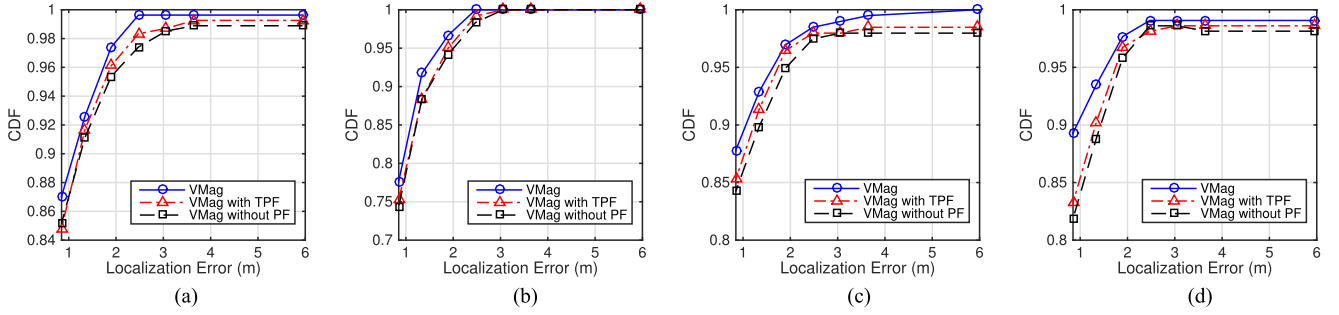 1
0.98
0.96
0.94
0.92
0.9
0.88
0.86
0.84
CDF
1
2
3
4
5
6
Localization Error (m)
VMag
VMag with TPF
VMag without PF
(a)
1
0.95
0.9
0.85
0.8
0.75
0.7
CDF
1
2
3
4
5
6
Localization Error (m)
VMag
VMag with TPF
VMag without PF
(b)
1
0.95
0.9
0.85
0.8
CDF
1
2
3
4
5
6
Localization Error (m)
VMag
VMag with TPF
VMag without PF
(c)
1
0.95
0.9
0.85
0.8
CDF
1
2
3
4
5
6
Localization Error (m)
VMag
VMag with TPF
VMag without PF
(d)